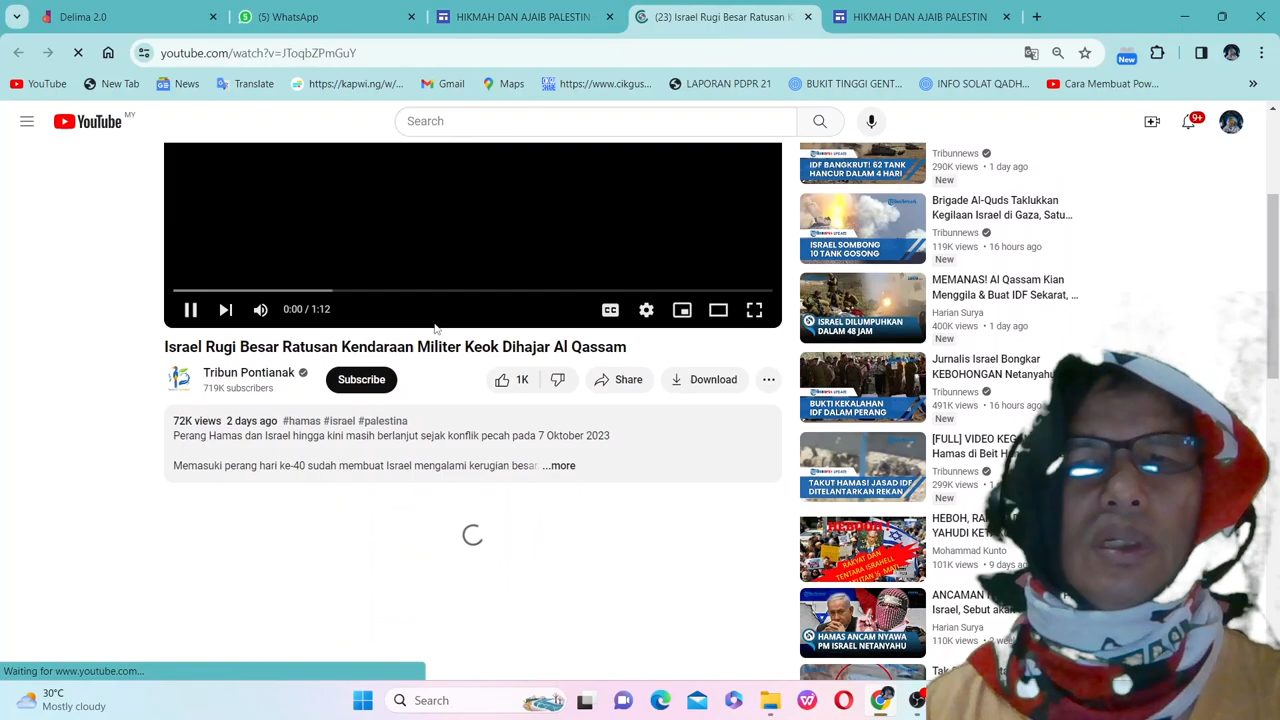 Delima 2.0
(5) WhatsApp
HIKMAH DAN AJAIB PALESTIN
(23) Israel Rugi Besar Ratusan K
HIKMAH DAN AJAIB PALESTIN
youtube.com/watch?v=JToqbZPmGuY
New
YouTube
New Tab
News
Translate
https://kapwi.ng/w/...
Gmail
Maps
https://www.cikgus...
LAPORAN PDPR 21
BUKIT TINGGI GENT...
INFO SOLAT QADH...
Cara Membuat Pow...
YouTube MY
Search
9+
0:00 / 1:12
Israel Rugi Besar Ratusan Kendaraan Militer Keok Dihajar Al Qassam
Tribun Pontianak
719K subscribers
Subscribe
1K
Share
Download
72K views 2 days ago #hamas #israel #palestina
Perang Hamas dan Israel hingga kini masih berlanjut sejak konflik pecah pada 7 Oktober 2023
Memasuki perang hari ke-40 sudah membuat Israel mengalami kerugian besar. ...more
IDF BANGKRUT! 62 TANK
HANCUR DALAM 4 HARI
Tribunnews
290K views • 1 day ago
New
ISRAEL SOMBONG
10 TANK GOSONG
Brigade Al-Quds Taklukkan
Kegilaan Israel di Gaza, Satu...
Tribunnews
119K views • 16 hours ago
New
ISRAEL DILUMPUHKAN
DALAM 48 JAM
MEMANAS! Al Qassam Kian
Menggila & Buat IDF Sekarat, ...
Harian Surya
400K views • 1 day ago
New
BUKTI KEKALAHAN
IDF DALAM PERANG
Jurnalis Israel Bongkar
KEBOHONGAN Netanyahu
Tribunnews
491K views • 16 hours ago
New
TAKUT HAMAS! JASAD IDF
DITELANTARKAN REKAN
[FULL] VIDEO
Hamas di Beit
Tribunnews
299K views
New
HEBOOH!
RAKYAT DAN
TENTARA ISRAHELL
MATI
HEBOH,
YAHUDI
Mohammad Kunto
101K views • 9 days
HAMAS ANCAM NYAWA
PM ISRAEL NETANYAHU
ANCAMAN
Israel, Sebut
Harian Surya
110K views
Waiting for www.youtube.com...
30°C
Mostly cloudy
Search